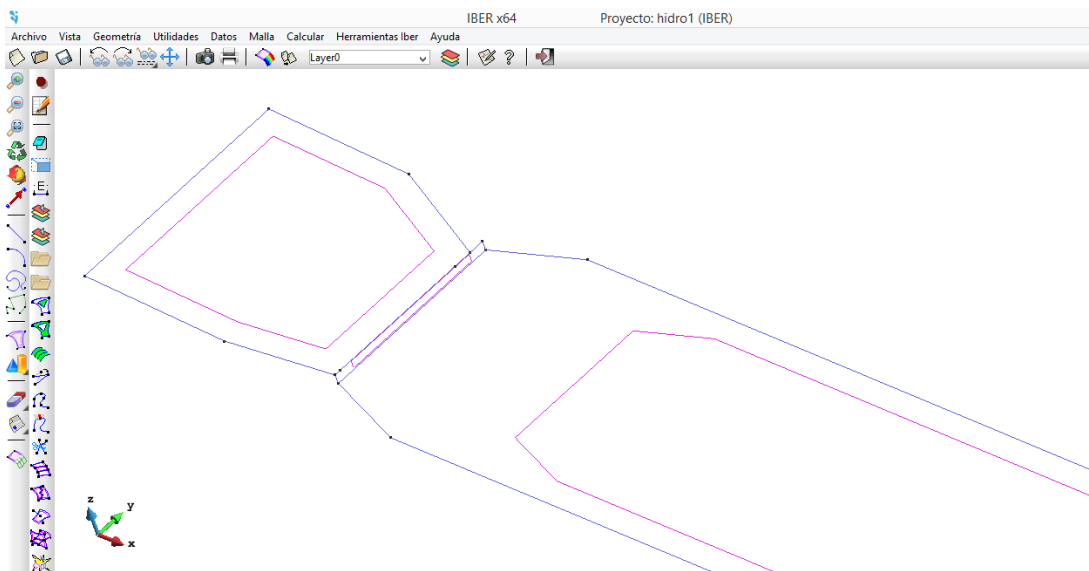 IBER x64 Proyecto: hidro1 (IBER)
Archivo Vista Geometría Utilidades Datos Malla Calcular Herramientas Iber Ayuda
Layer0
E
z
y
x